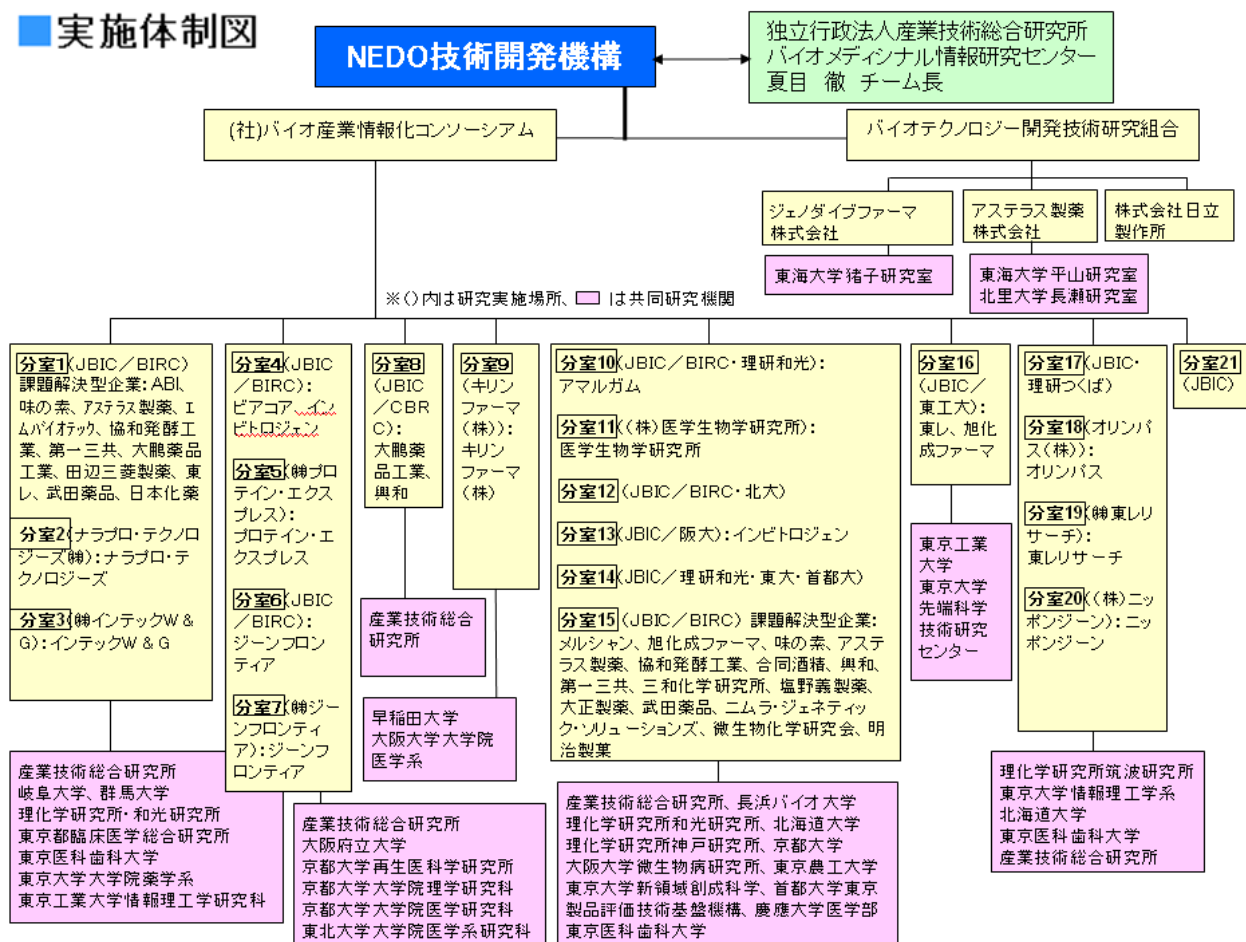 ■実施体制図
NEDO技術開発機構
独立行政法人産業技術総合研究所
バイオメディシナル情報研究センター
夏目 徹 チーム長
(社)バイオ産業情報化コンソーシアム
バイオテクノロジー開発技術研究組合
ジェノダイブファーマ
株式会社
アステラス製薬
株式会社
株式会社日立
製作所
東海大学猪子研究室
東海大学平山研究室
北里大学長瀬研究室
※()内は研究実施場所、 は共同研究機関
分室1(JBIC/BIRC)
課題解決型企業:ABI、
味の素、アステラス製薬、エ
ムバイオテック、協和発酵工
業、第一三共、大鵬薬品
工業、田辺三菱製薬、東
レ、武田薬品、日本化薬
分室2(ナラプロ・テクノロ
ジーズ㈱):ナラプロ・テ
クノロジーズ
分室3(㈱インテックW&
G):インテックW&G
分室4(JBIC
/BIRC):
ビアコア、イン
ビトロジェン
分室5(㈱プロ
テイン・エクス
プレス):
プロテイン・エ
クスプレス
分室6(JBIC
/BIRC):
ジーンフロン
ティア
分室7(㈱ジー
ンフロンティ
ア):ジーンフ
ロンティア
分室8
(JBIC
/CBR
C):
大鵬薬
品工業、
興和
分室9
(キリン
ファーマ
(株)):
キリン
ファーマ
(株)
分室10(JBIC/BIRC・理研和光):
アマルガム
分室11((株)医学生物学研究所):
医学生物学研究所
分室12(JBIC/BIRC・北大)
分室13(JBIC/阪大):インビトロジェン
分室14(JBIC/理研和光・東大・首都大)
分室15(JBIC/BIRC) 課題解決型企業:
メルシャン、旭化成ファーマ、味の素、アス
テラス製薬、協和発酵工業、合同酒精、興和、
第一三共、三和化学研究所、塩野義製薬、
大正製薬、武田薬品、ニムラ・ジェネティッ
ク・ソリューションズ、微生物化学研究会、明
治製菓
分室16
(JBIC/
東工大):
東レ、旭化
成ファーマ
分室17(JBIC・
理研つくば)
分室18(オリンパ
ス(株)):
オリンパス
分室19(㈱東レリ
サーチ):
東レリサーチ
分室20((株)ニッ
ポンジーン):ニッ
ポンジーン
分室21
(JBIC)
産業技術総合研究所
岐阜大学、群馬大学
理化学研究所・和光研究所
東京都臨床医学総合研究所
東京医科歯科大学
東京大学大学院薬学系
東京工業大学情報理工学研究科
産業技術総合研究所
大阪府立大学
京都大学再生医科学研究所
京都大学大学院理学研究科
京都大学大学院医学研究科
東北大学大学院医学系研究科
産業技術総合
研究所
早稲田大学
大阪大学大学院
医学系
産業技術総合研究所、長浜バイオ大学
理化学研究所和光研究所、北海道大学
理化学研究所神戸研究所、京都大学
大阪大学微生物病研究所、東京農工大学
東京大学新領域創成科学、首都大学東京
製品評価技術基盤機構、慶應大学医学部
東京医科歯科大学
東京工業
大学
東京大学
先端科学
技術研究
センター
理化学研究所筑波研究所
東京大学情報理工学系
北海道大学
東京医科歯科大学
産業技術総合研究所